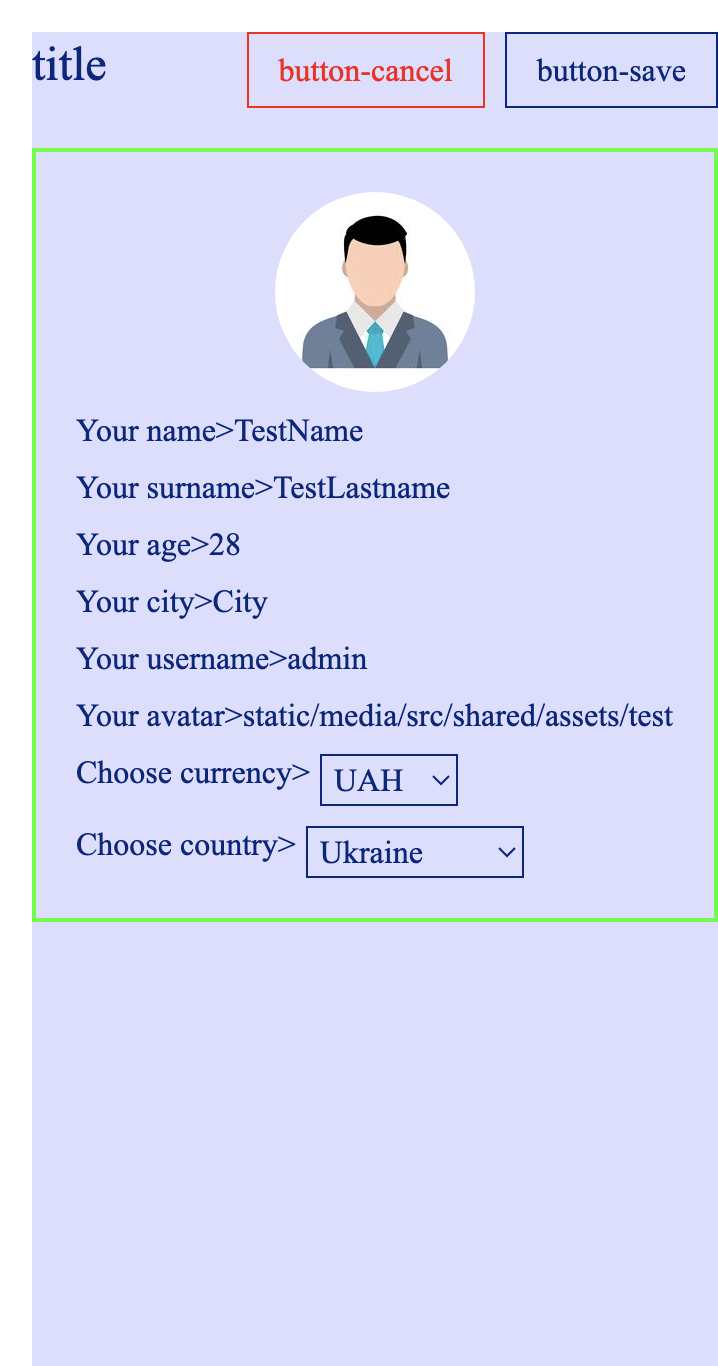 title button-cancel button-save
Your name>TestName
Your surname>TestLastname
Your age>28
Your city>City
Your username>admin
Your avatar>static/media/src/shared/assets/test
Choose currency> UAH
Choose country> Ukraine